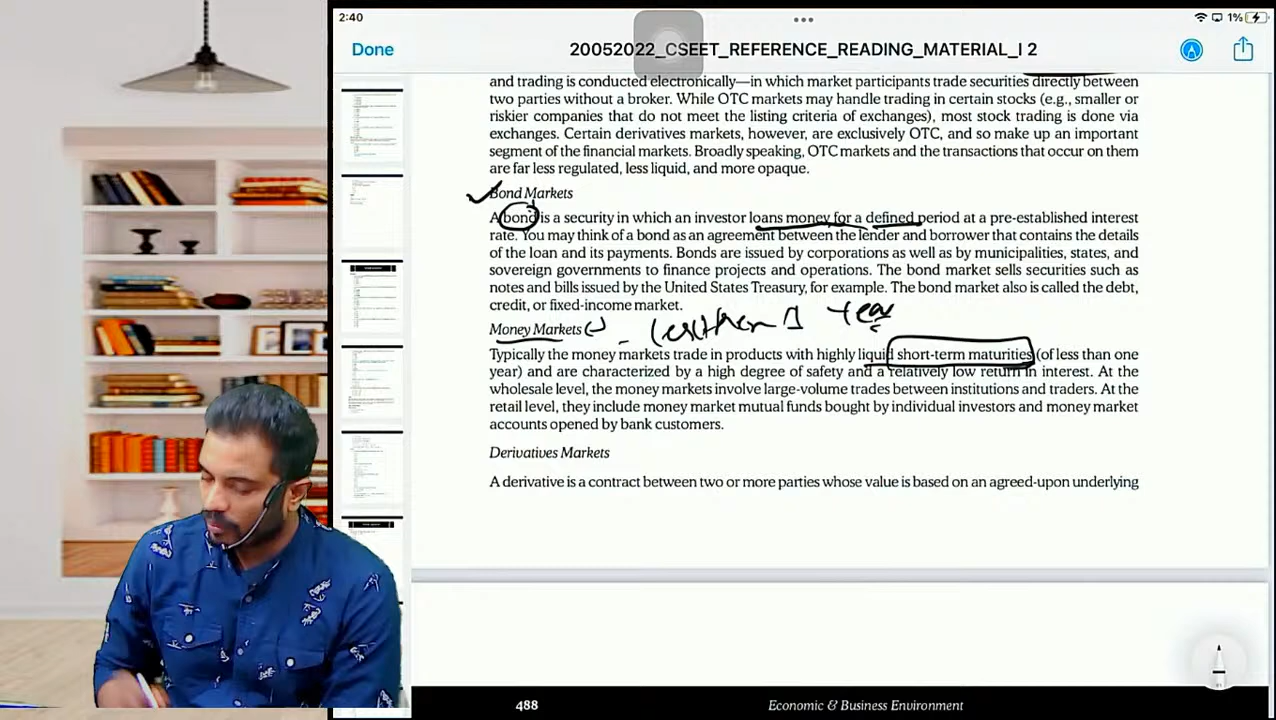 2:40
1%
Done
20052022_CSEET_REFERENCE_READING_MATERIAL_I 2
and trading is conducted electronically—in which market participants trade securities directly between
two parties without a broker. While OTC markets may handle trading in certain stocks (e.g., smaller or
riskier companies that do not meet the listing criteria of exchanges), most stock trading is done via
exchanges. Certain derivatives markets, however, are exclusively OTC, and so make up an important
segment of the financial markets. Broadly speaking, OTC markets and the transactions that occur on them
are far less regulated, less liquid, and more opaque.
Bond Markets
A bond is a security in which an investor loans money for a defined period at a pre-established interest
rate. You may think of a bond as an agreement between the lender and borrower that contains the details
of the loan and its payments. Bonds are issued by corporations as well as by municipalities, states, and
sovereign governments to finance projects and operations. The bond market sells securities such as
notes and bills issued by the United States Treasury, for example. The bond market also is called the debt,
credit, or fixed-income market.
less then 1 year
Money Markets
Typically the money markets trade in products with highly liquid short-term maturities (of less than one
year) and are characterized by a high degree of safety and a relatively low return in interest. At the
wholesale level, the money markets involve large-volume trades between institutions and traders. At the
retail level, they include money market mutual funds bought by individual investors and money market
accounts opened by bank customers.
Derivatives Markets
A derivative is a contract between two or more parties whose value is based on an agreed-upon underlying
488
Economic & Business Environment